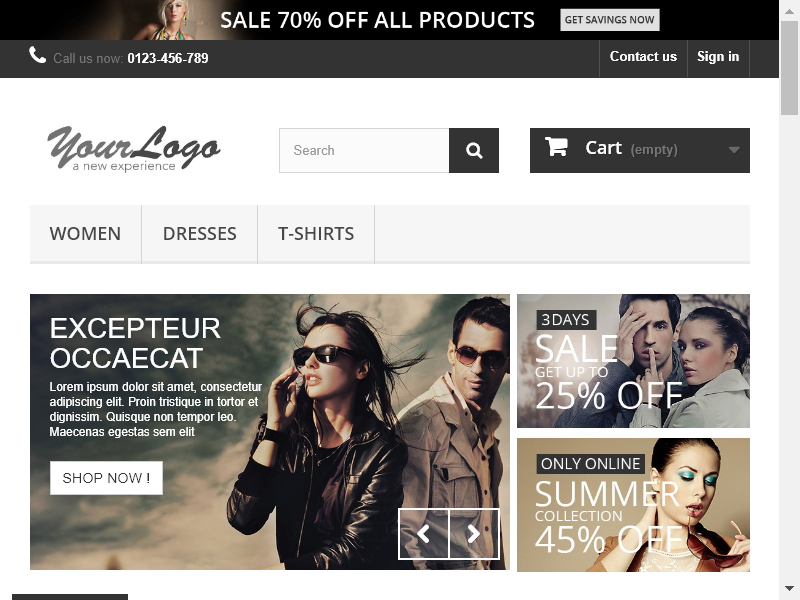 SALE 70% OFF ALL PRODUCTS GET SAVINGS NOW
Call us now: 0123-456-789 Contact us Sign in
YourLogo
a new experience
Search
Cart (empty)
WOMEN DRESSES T-SHIRTS
EXCEPTEUR
OCCAECAT
Lorem ipsum dolor sit amet, consectetur
adipiscing elit. Proin tristique in tortor et
dignissim. Quisque non tempor leo.
Maecenas egestas sem elit
SHOP NOW !
3DAYS
SALE
GET UP TO
25% OFF
ONLY ONLINE
SUMMER
COLLECTION
45% OFF